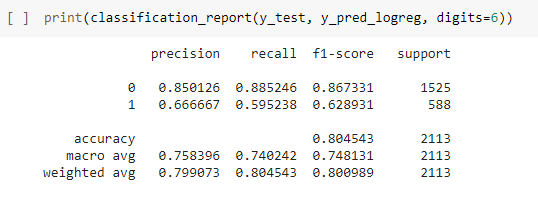 [ ] print(classification_report(y_test, y_pred_logreg, digits=6))
precision recall f1-score support
0 0.850126 0.885246 0.867331 1525
1 0.666667 0.595238 0.628931 588
accuracy 0.804543 2113
macro avg 0.758396 0.740242 0.748131 2113
weighted avg 0.799073 0.804543 0.800989 2113